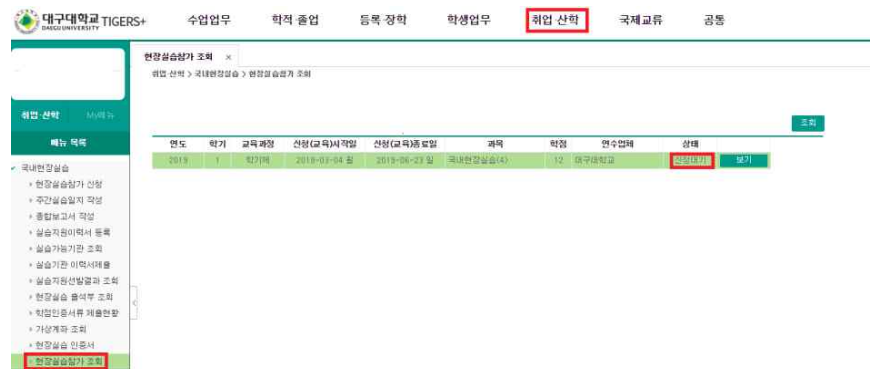 대구대학교 TIGERS+
DAEGU UNIVERSITY
수업업무 학적·졸업 등록·장학 학생업무 취업·산학 국제교류 공통
현장실습참가 조회 ×
취업·산학 > 국내현장실습 > 현장실습참가 조회
취업·산학 My메뉴
조회
메뉴 목록
연도 학기 교육과정 신청(교육)시작일 신청(교육)종료일 과목 학점 연수업체 상태
2019 1 학기제 2019-03-04 월 2019-06-23 일 국내현장실습(4) 12 대구대학교 신청대기 보기
국내현장실습
현장실습참가 신청
주간실습일지 작성
종합보고서 작성
실습지원이력서 등록
실습가능기관 조회
실습기관 이력서제출
실습지원선발결과 조회
현장실습 출석부 조회
학점인증서류 제출현황
가상계좌 조회
현장실습 인증서
현장실습참가 조회